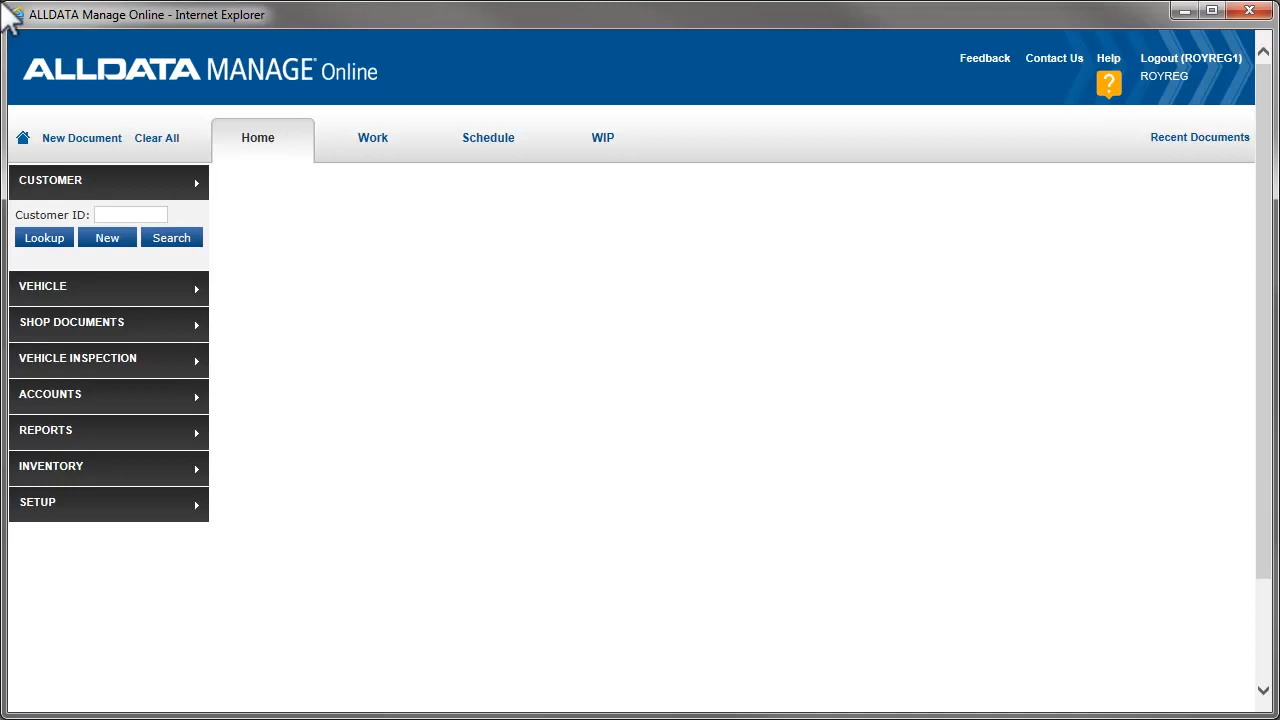 ALLDATA Manage Online - Internet Explorer
ALLDATA MANAGE® Online
Feedback Contact Us Help Logout (ROYREG1)
?
ROYREG
New Document Clear All Home Work Schedule WIP Recent Documents
CUSTOMER
Customer ID:
Lookup New Search
VEHICLE
SHOP DOCUMENTS
VEHICLE INSPECTION
ACCOUNTS
REPORTS
INVENTORY
SETUP